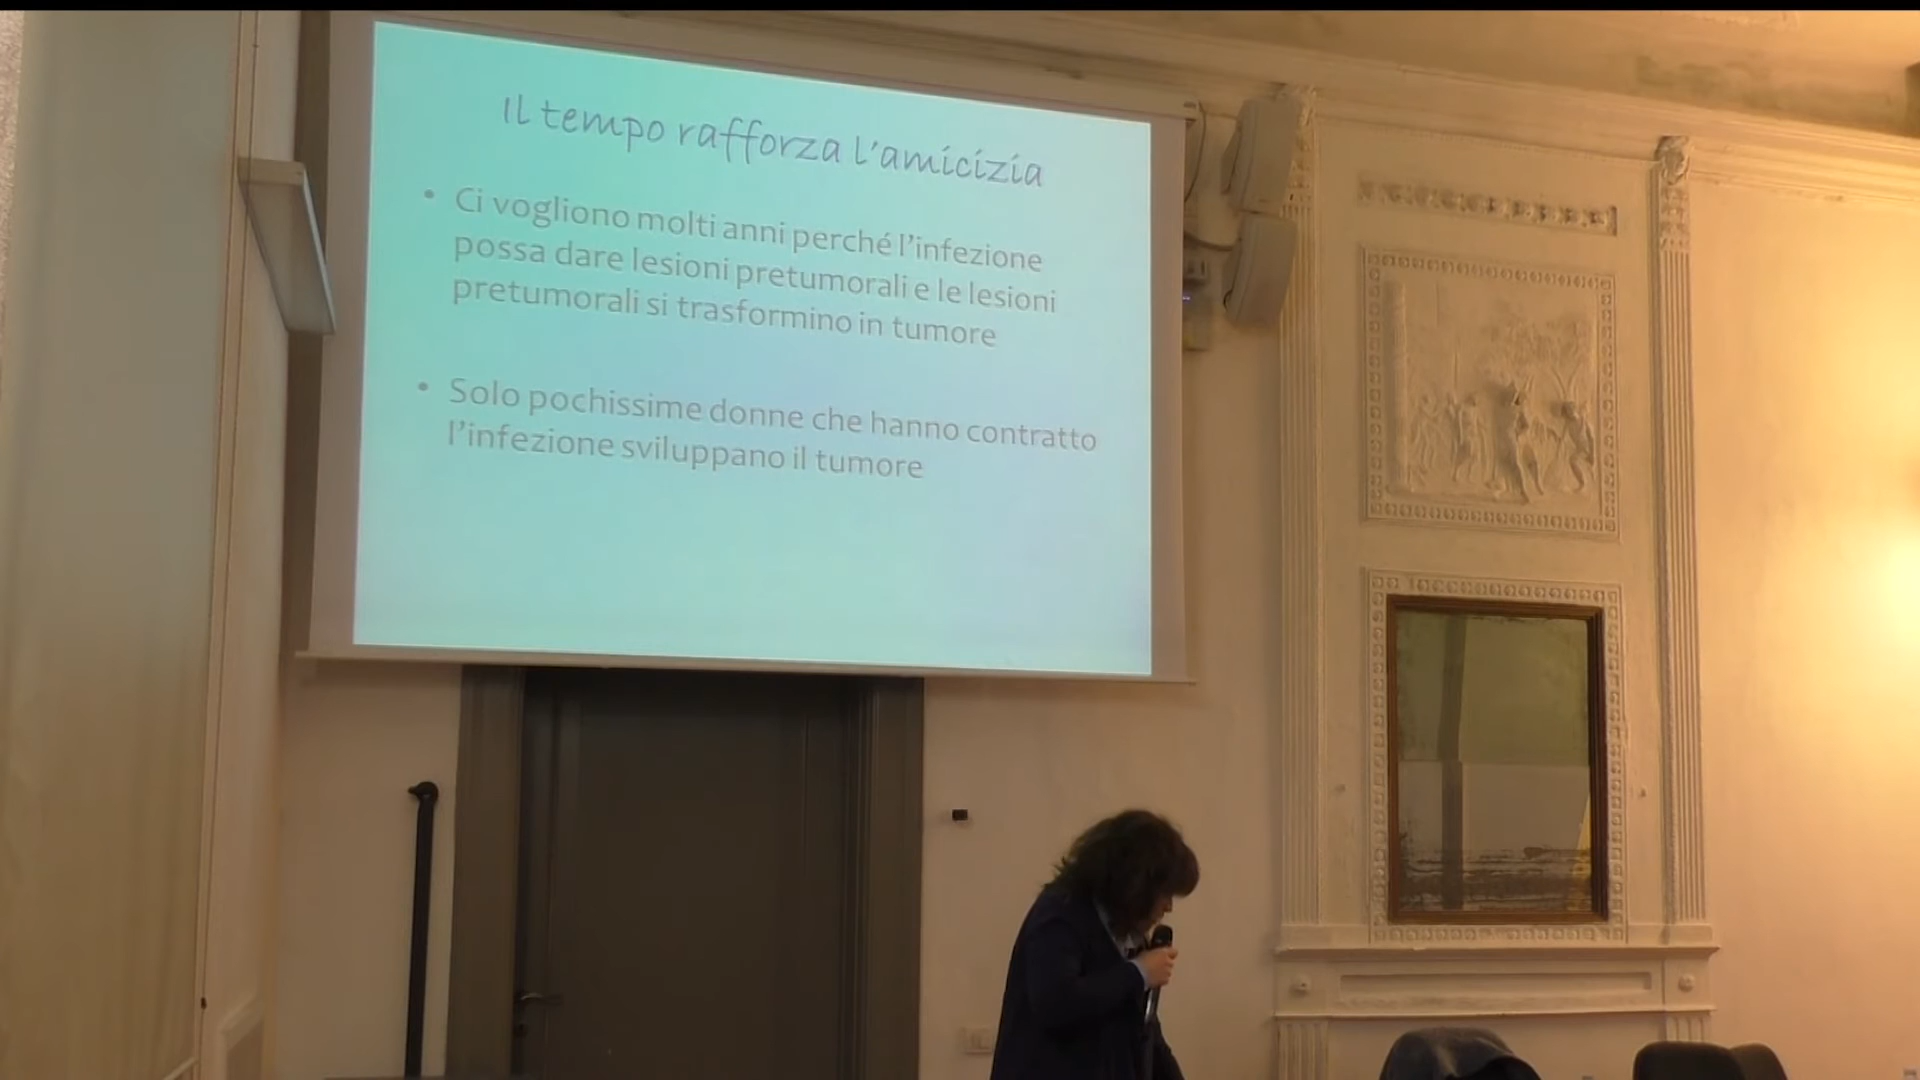 Il tempo rafforza l'amicizia
• Ci vogliono molti anni perché l'infezione
possa dare lesioni pretumorali e le lesioni
pretumorali si trasformino in tumore
• Solo pochissime donne che hanno contratto
l'infezione sviluppano il tumore